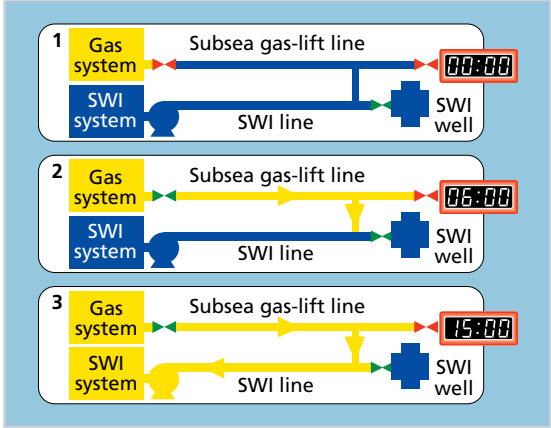 1
Gas
system
Subsea gas-lift line
00:00
SWI
system
SWI line
SWI
well
2
Gas
system
Subsea gas-lift line
05:00
SWI
system
SWI line
SWI
well
3
Gas
system
Subsea gas-lift line
15:00
SWI
system
SWI line
SWI
well